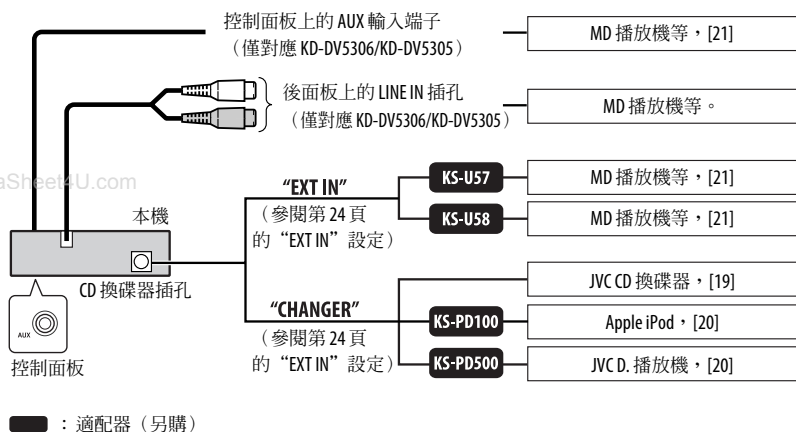 控制面板上的 AUX 輸入端子
（僅對應 KD-DV5306/KD-DV5305）
MD 播放機等，[21]
後面板上的 LINE IN 插孔
（僅對應 KD-DV5306/KD-DV5305）
MD 播放機等。
aSheet4U.com
本機
CD 換碟器插孔
AUX
控制面板
“EXT IN”
（參閱第 24 頁
的“EXT IN”設定）
KS-U57
MD 播放機等，[21]
KS-U58
MD 播放機等，[21]
“CHANGER”
（參閱第 24 頁
的“EXT IN”設定）
JVC CD 換碟器，[19]
KS-PD100
Apple iPod，[20]
KS-PD500
JVC D. 播放機，[20]
：適配器（另購）